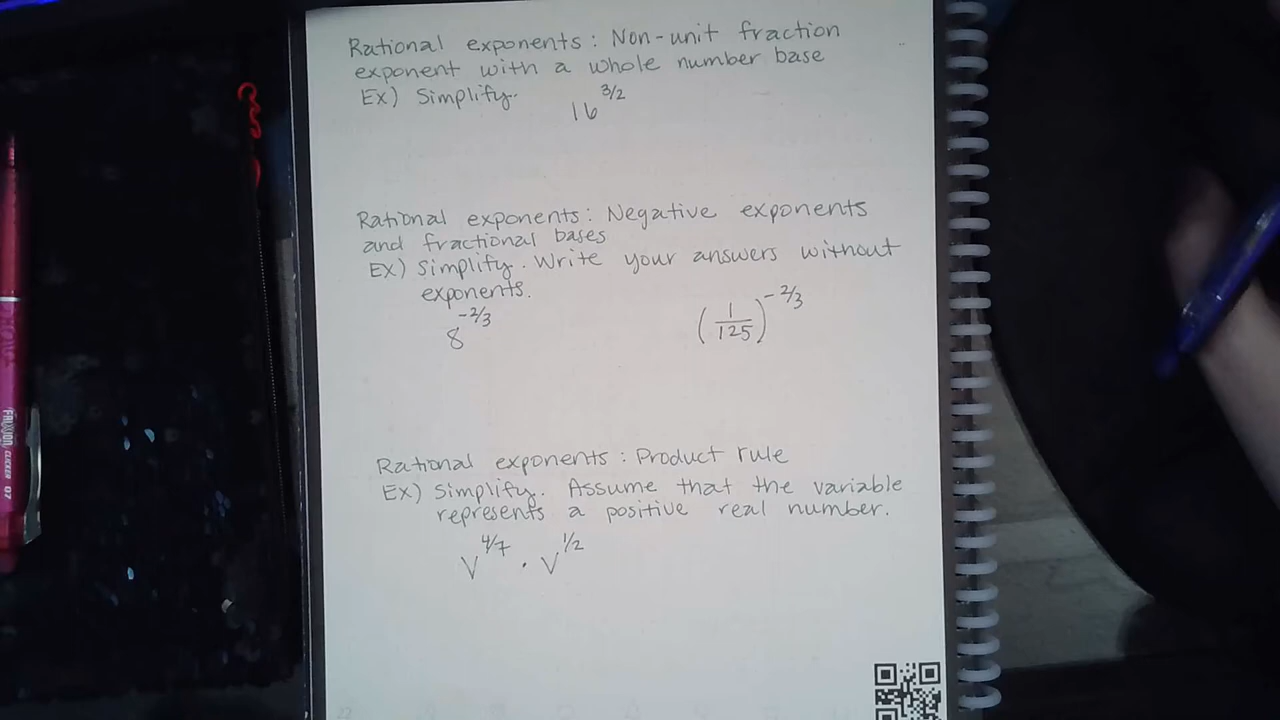 Rational exponents: Non-unit fraction
exponent with a whole number base
Ex) Simplify. 16^3/2
Rational exponents: Negative exponents
and fractional bases
Ex) Simplify. Write your answers without
exponents.
8^-2/3 (1/125)^-2/3
Rational exponents: Product rule
Ex) Simplify. Assume that the variable
represents a positive real number.
v^4/7 · v^1/2
22